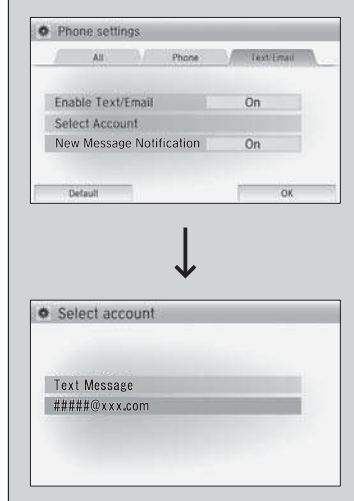 Phone settings
All Phone Text/Email
Enable Text/Email On
Select Account
New Message Notification On
Default OK
Select account
Text Message
#####@xxx.com